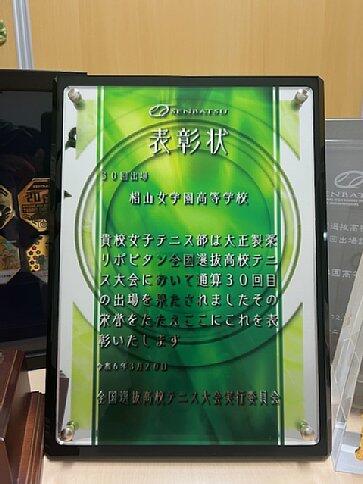 SENBATSU
表彰状
30回出場
椙山女学園高等学校
貴校女子テニス部は大正製薬
リポビタン全国選抜高校テニ
ス大会において通算30回目
の出場を果たされましたその
栄誉をたたえここにこれを表
彰いたします
令和6年3月20日
全国選抜高校テニス大会実行委員会